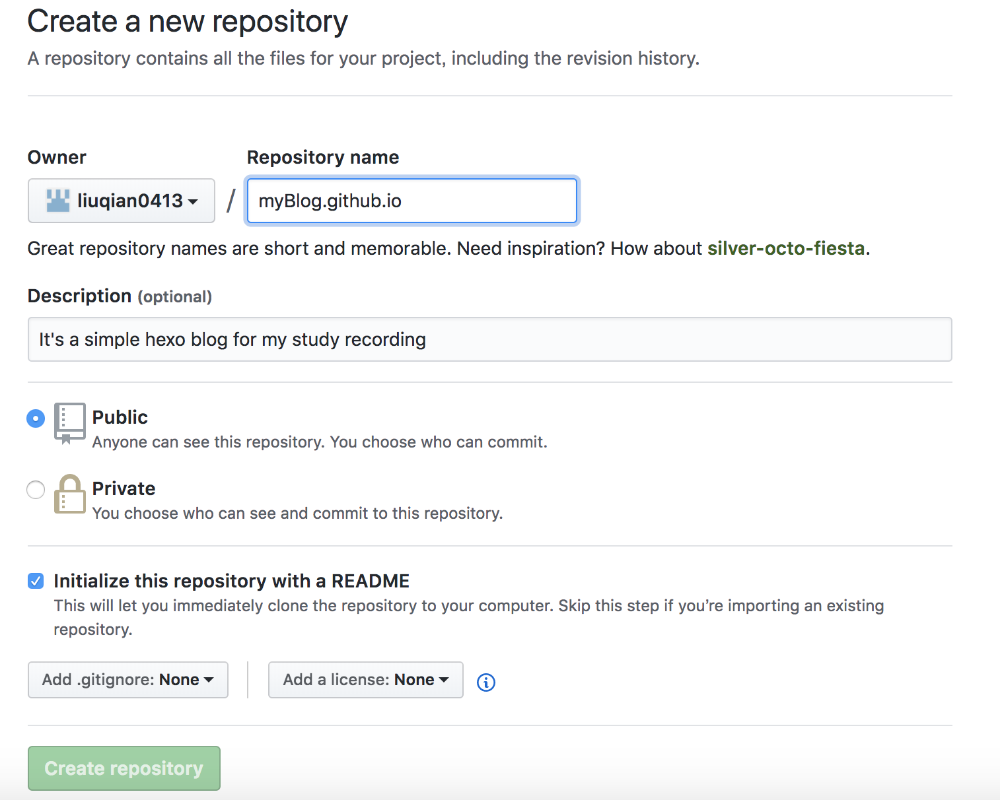 Create a new repository
A repository contains all the files for your project, including the revision history.
Owner
Repository name
liuqian0413 / myBlog.github.io
Great repository names are short and memorable. Need inspiration? How about silver-octo-fiesta.
Description (optional)
It's a simple hexo blog for my study recording
Public
Anyone can see this repository. You choose who can commit.
Private
You choose who can see and commit to this repository.
Initialize this repository with a README
This will let you immediately clone the repository to your computer. Skip this step if you’re importing an existing
repository.
Add .gitignore: None
Add a license: None
Create repository